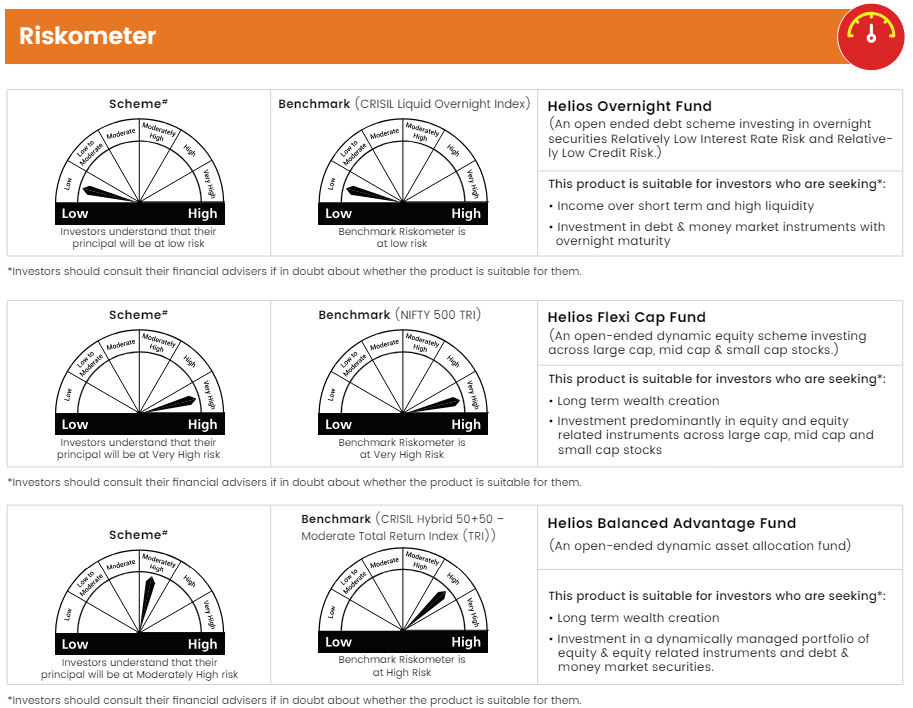 Riskometer
Scheme#
Low
Low to
Moderate
Moderate
Moderately
High
High
Very High
Low High
Investors understand that their
principal will be at low risk
Benchmark (CRISIL Liquid Overnight Index)
Low
Low to
Moderate
Moderate
Moderately
High
High
Very High
Low High
Benchmark Riskometer is
at low risk
Helios Overnight Fund
(An open ended debt scheme investing in overnight
securities Relatively Low Interest Rate Risk and Relative-
ly Low Credit Risk.)
This product is suitable for investors who are seeking*:
• Income over short term and high liquidity
• Investment in debt & money market instruments with
overnight maturity
*Investors should consult their financial advisers if in doubt about whether the product is suitable for them.
Scheme#
Low
Low to
Moderate
Moderate
Moderately
High
High
Very High
Low High
Investors understand that their
principal will be at Very High risk
Benchmark (NIFTY 500 TRI)
Low
Low to
Moderate
Moderate
Moderately
High
High
Very High
Low High
Benchmark Riskometer is
at Very High Risk
Helios Flexi Cap Fund
(An open-ended dynamic equity scheme investing
across large cap, mid cap & small cap stocks.)
This product is suitable for investors who are seeking*:
• Long term wealth creation
• Investment predominantly in equity and equity
related instruments across large cap, mid cap and
small cap stocks
*Investors should consult their financial advisers if in doubt about whether the product is suitable for them.
Scheme#
Low
Low to
Moderate
Moderate
Moderately
High
High
Very High
Low High
Investors understand that their
principal will be at Moderately High risk
Benchmark (CRISIL Hybrid 50+50 –
Moderate Total Return Index (TRI))
Low
Low to
Moderate
Moderate
Moderately
High
High
Very High
Low High
Benchmark Riskometer is
at High Risk
Helios Balanced Advantage Fund
(An open-ended dynamic asset allocation fund)
This product is suitable for investors who are seeking*:
• Long term wealth creation
• Investment in a dynamically managed portfolio of
equity & equity related instruments and debt &
money market securities.
*Investors should consult their financial advisers if in doubt about whether the product is suitable for them.